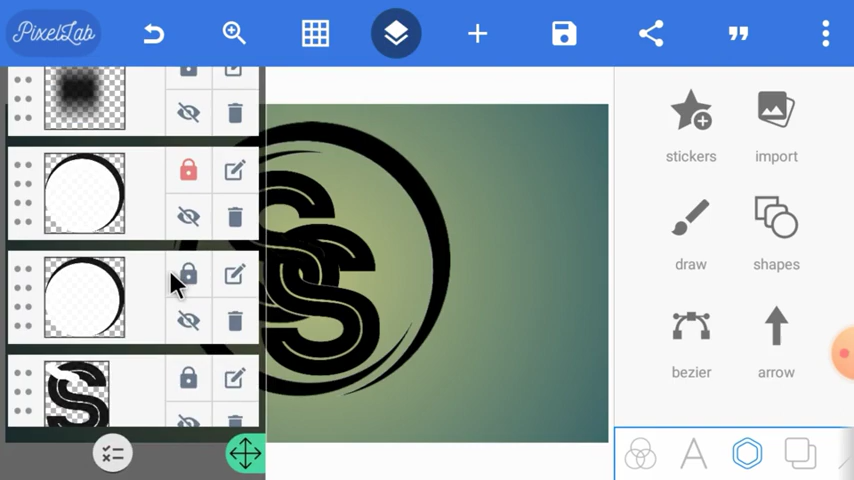 PixelLab
stickers
import
draw
shapes
bezier
arrow
A
S
S
S